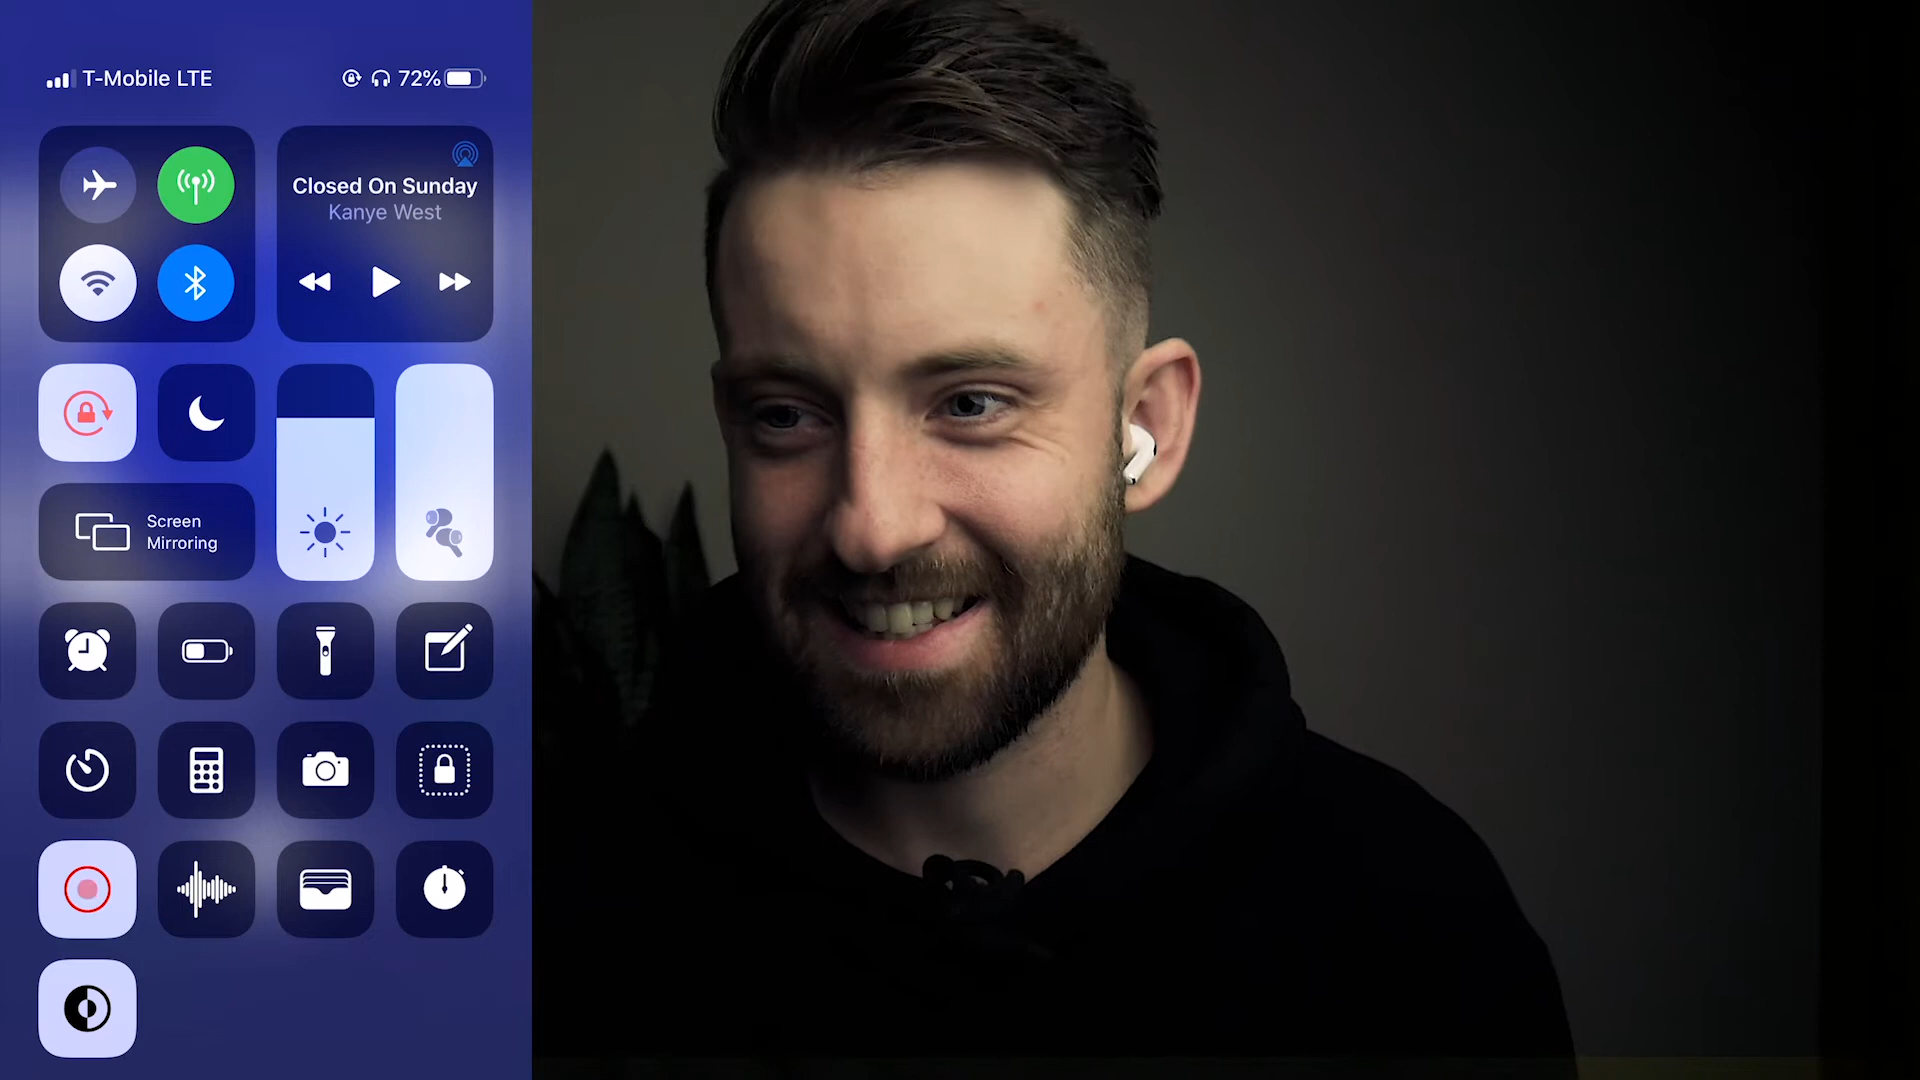 T-Mobile LTE
72%
Closed On Sunday
Kanye West
Screen
Mirroring